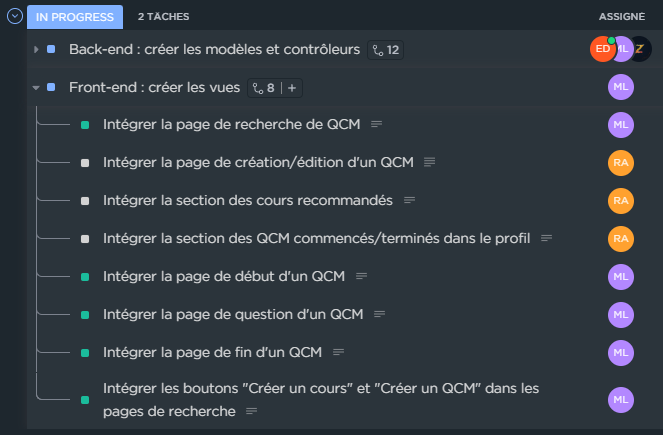 IN PROGRESS 2 TÂCHES ASSIGNÉ
Back-end : créer les modèles et contrôleurs 12 ED ML Z
Front-end : créer les vues 8 + ML
Intégrer la page de recherche de QCM ML
Intégrer la page de création/édition d'un QCM RA
Intégrer la section des cours recommandés RA
Intégrer la section des QCM commencés/terminés dans le profil RA
Intégrer la page de début d'un QCM ML
Intégrer la page de question d'un QCM ML
Intégrer la page de fin d'un QCM ML
Intégrer les boutons "Créer un cours" et "Créer un QCM" dans les
pages de recherche ML